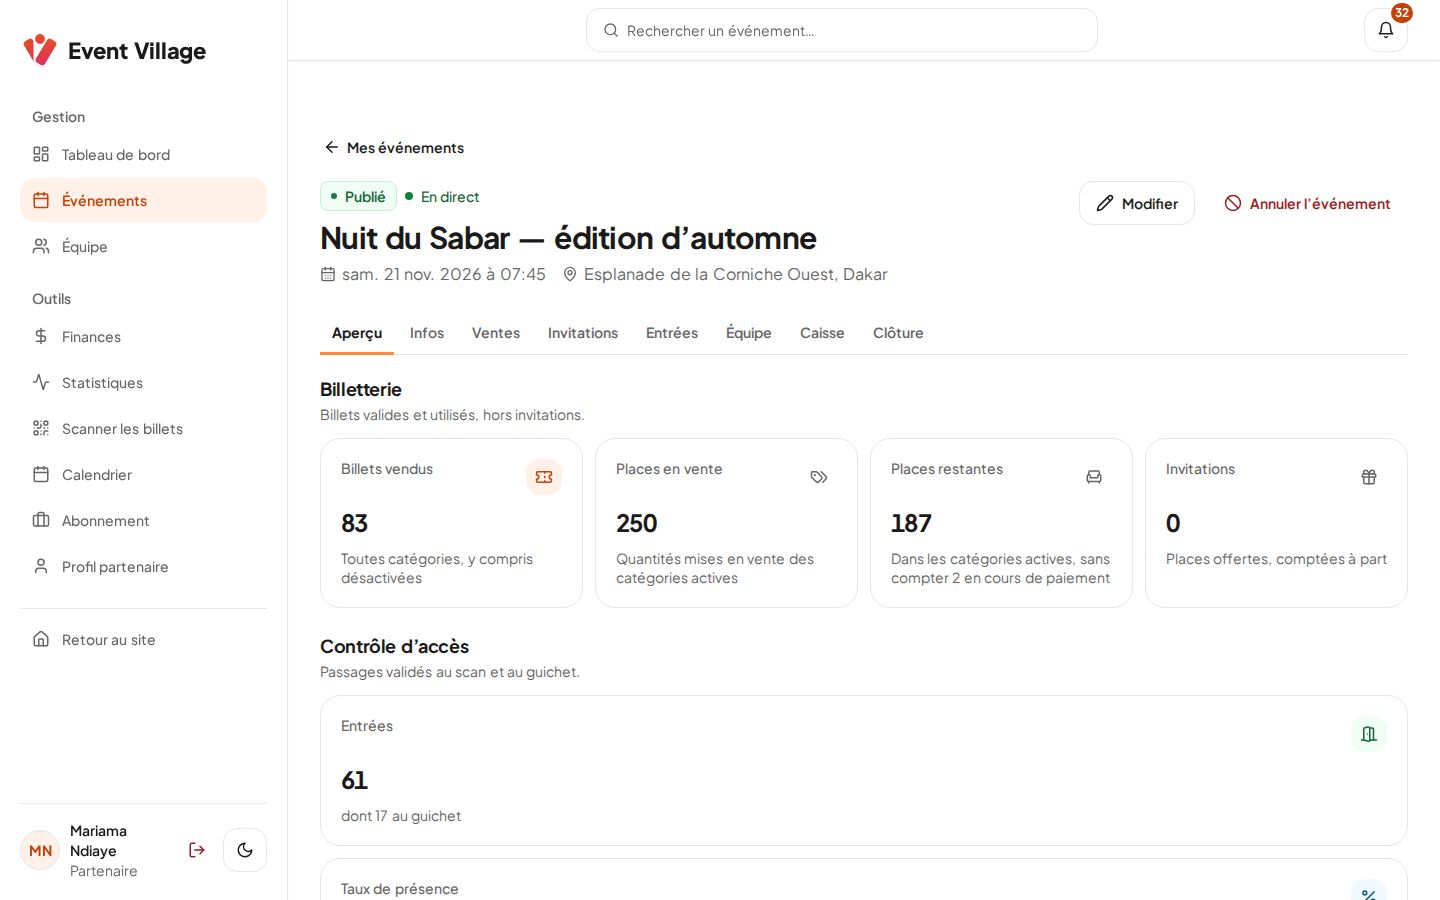 Event Village
Gestion
Tableau de bord
Événements
Équipe
Outils
Finances
Statistiques
Scanner les billets
Calendrier
Abonnement
Profil partenaire
Retour au site
MN
Mariama
Ndiaye
Partenaire
Rechercher un événement…
32
Mes événements
Publié
En direct
Modifier
Annuler l’événement
Nuit du Sabar — édition d’automne
sam. 21 nov. 2026 à 07:45
Esplanade de la Corniche Ouest, Dakar
Aperçu
Infos
Ventes
Invitations
Entrées
Équipe
Caisse
Clôture
Billetterie
Billets valides et utilisés, hors invitations.
Billets vendus
83
Toutes catégories, y compris
désactivées
Places en vente
250
Quantités mises en vente des
catégories actives
Places restantes
187
Dans les catégories actives, sans
compter 2 en cours de paiement
Invitations
0
Places offertes, comptées à part
Contrôle d’accès
Passages validés au scan et au guichet.
Entrées
61
dont 17 au guichet
Taux de présence